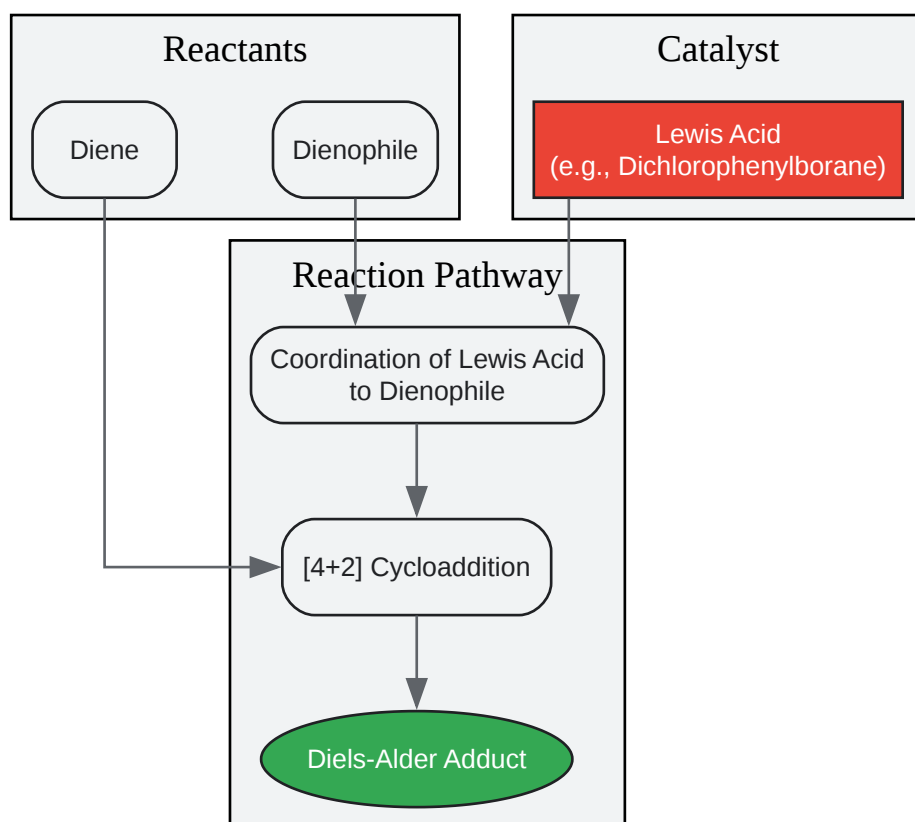 Reactants
Catalyst
Diene
Dienophile
Lewis Acid
(e.g., Dichlorophenylborane)
Reaction Pathway
Coordination of Lewis Acid
to Dienophile
[4+2] Cycloaddition
Diels-Alder Adduct